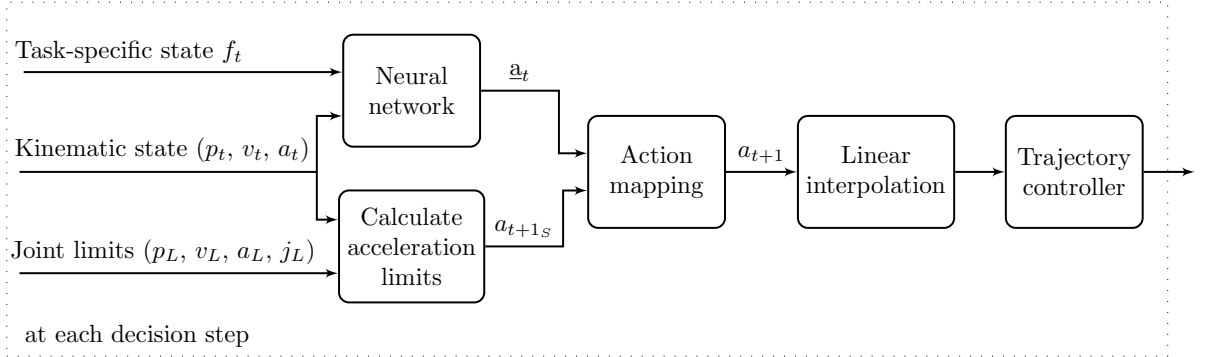 Task-specific state f_t
Neural
network
a̲_t
Kinematic state (p_t, v_t, a_t)
Action
mapping
a_{t+1}
Linear
interpolation
Trajectory
controller
Calculate
acceleration
limits
a_{t+1_S}
Joint limits (p_L, v_L, a_L, j_L)
at each decision step